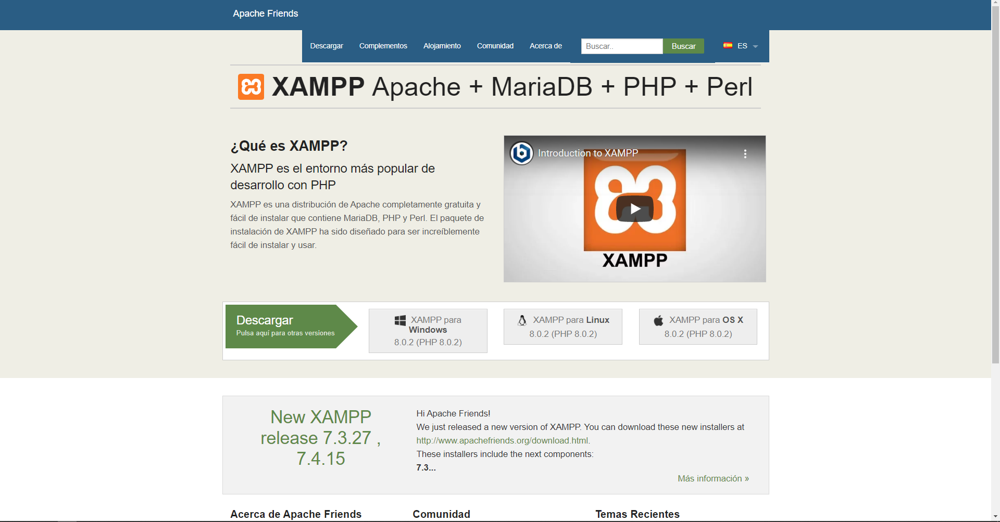 Apache Friends
Descargar Complementos Alojamiento Comunidad Acerca de Buscar.. Buscar ES
XAMPP Apache + MariaDB + PHP + Perl
¿Qué es XAMPP?
XAMPP es el entorno más popular de
desarrollo con PHP
XAMPP es una distribución de Apache completamente gratuita y
fácil de instalar que contiene MariaDB, PHP y Perl. El paquete de
instalación de XAMPP ha sido diseñado para ser increíblemente
fácil de instalar y usar.
Introduction to XAMPP
XAMPP
Descargar
Pulsa aquí para otras versiones
XAMPP para
Windows
8.0.2 (PHP 8.0.2)
XAMPP para Linux
8.0.2 (PHP 8.0.2)
XAMPP para OS X
8.0.2 (PHP 8.0.2)
New XAMPP
release 7.3.27 ,
7.4.15
Hi Apache Friends!
We just released a new version of XAMPP. You can download these new installers at
http://www.apachefriends.org/download.html.
These installers include the next components:
7.3...
Más información »
Acerca de Apache Friends
Comunidad
Temas Recientes